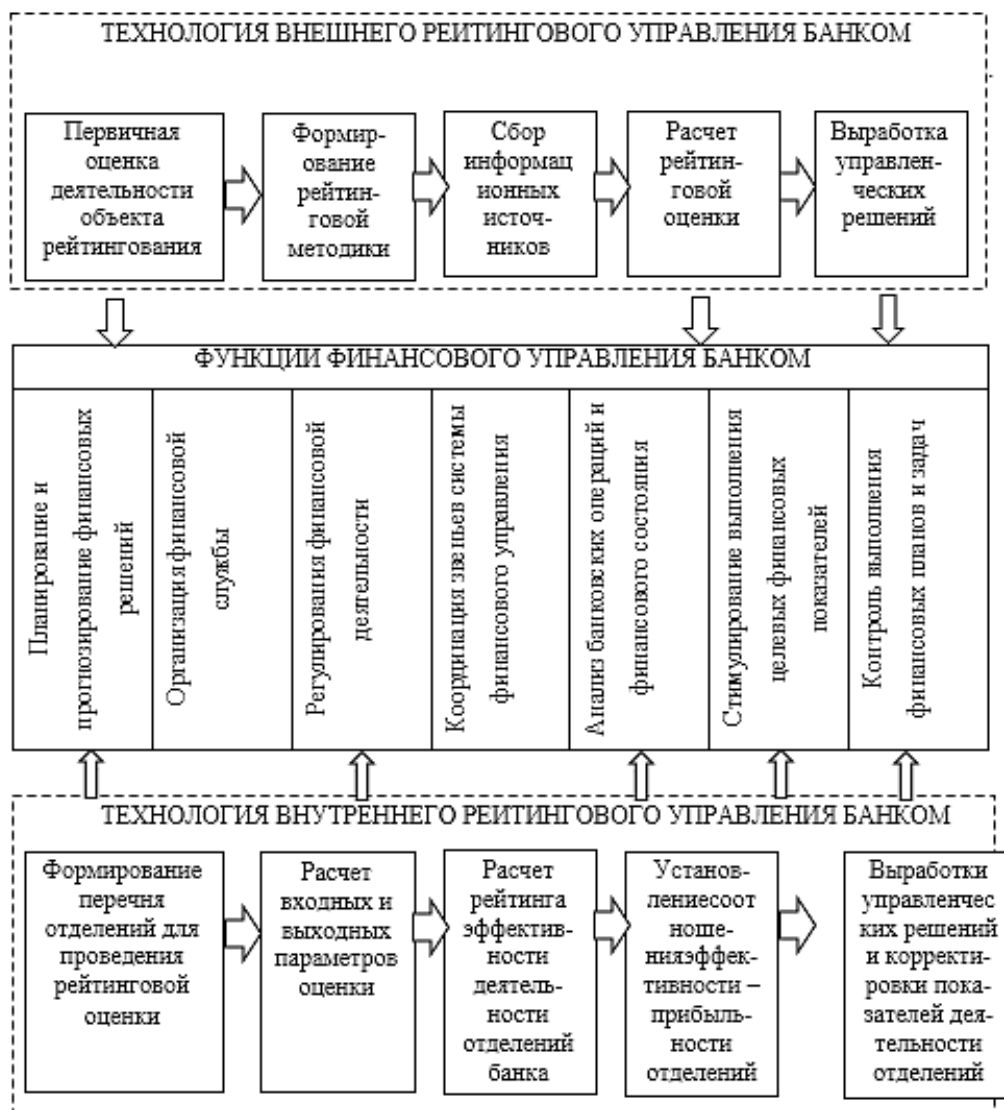 ТЕХНОЛОГИЯ ВНЕШНЕГО РЕЙТИНГОВОГО УПРАВЛЕНИЯ БАНКОМ
Первичная
оценка
деятельности
объекта
рейтингования
Формир-
ование
рейтин-
говой
методики
Сбор
информац
ионных
источ-
ников
Расчет
рейтин-
говой
оценки
Выработка
управлен-
ческих
решений
ФУНКЦИИ ФИНАНСОВОГО УПРАВЛЕНИЯ БАНКОМ
Планирование и
прогнозирование финансовых
решений
Организация финансовой
службы
Регулирования финансовой
деятельности
Координация звеньев системы
финансового управления
Анализ банковских операций и
финансового состояния
Стимулирование выполнения
целевых финансовых
показателей
Контроль выполнения
финансовых планов и задач
ТЕХНОЛОГИЯ ВНУТРЕННЕГО РЕЙТИНГОВОГО УПРАВЛЕНИЯ БАНКОМ
Формирование
перечня
отделений для
проведения
рейтинговой
оценки
Расчет
входных и
выходных
параметров
оценки
Расчет
рейтинга
эффектив-
ности
деятель-
ности
отделений
банка
Установ-
лениесоот
ноше-
нияэффек-
тивности –
прибыль-
ности
отделений
Выработки
управленчес
ких решений
и корректи-
ровки пока-
зателей дея-
тельности
отделений